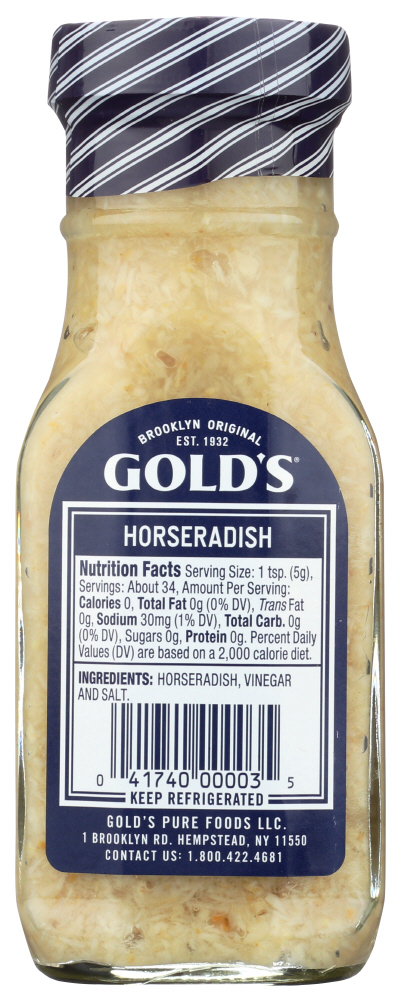 BROOKLYN ORIGINAL
EST. 1932
GOLD'S®
HORSERADISH
Nutrition Facts Serving Size: 1 tsp. (5g),
Servings: About 34, Amount Per Serving:
Calories 0, Total Fat 0g (0% DV), Trans Fat
0g, Sodium 30mg (1% DV), Total Carb. 0g
(0% DV), Sugars 0g, Protein 0g. Percent Daily
Values (DV) are based on a 2,000 calorie diet.
INGREDIENTS: HORSERADISH, VINEGAR
AND SALT.
0 41740 00003 5
KEEP REFRIGERATED
GOLD'S PURE FOODS LLC.
1 BROOKLYN RD. HEMPSTEAD, NY 11550
CONTACT US: 1.800.422.4681